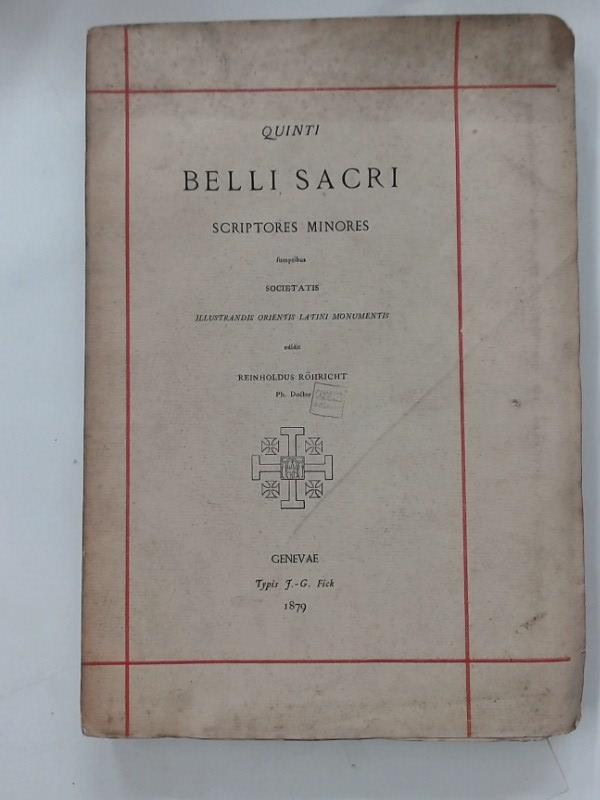 QUINTI
BELLI SACRI
SCRIPTORES MINORES
ſumptibus
SOCIETATIS
ILLUSTRANDIS ORIENTIS LATINI MONUMENTIS
edidit
REINHOLDUS RÖHRICHT
Ph. Doctor
GENEVAE
Typis J.-G. Fick
1879